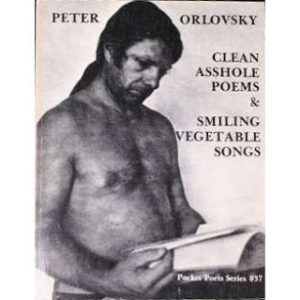 PETER ORLOVSKY
CLEAN
ASSHOLE
POEMS
&
SMILING
VEGETABLE
SONGS
Pocket Poets Series #37